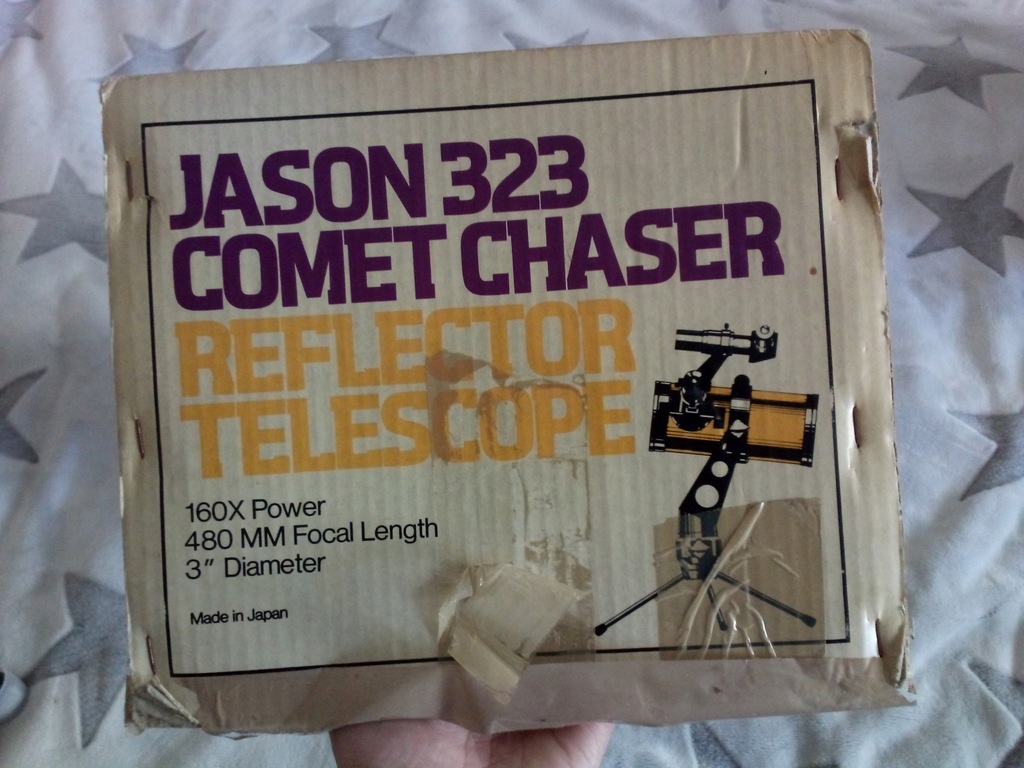 JASON 323
COMET CHASER
REFLECTOR
TELESCOPE
160X Power
480 MM Focal Length
3" Diameter
Made in Japan